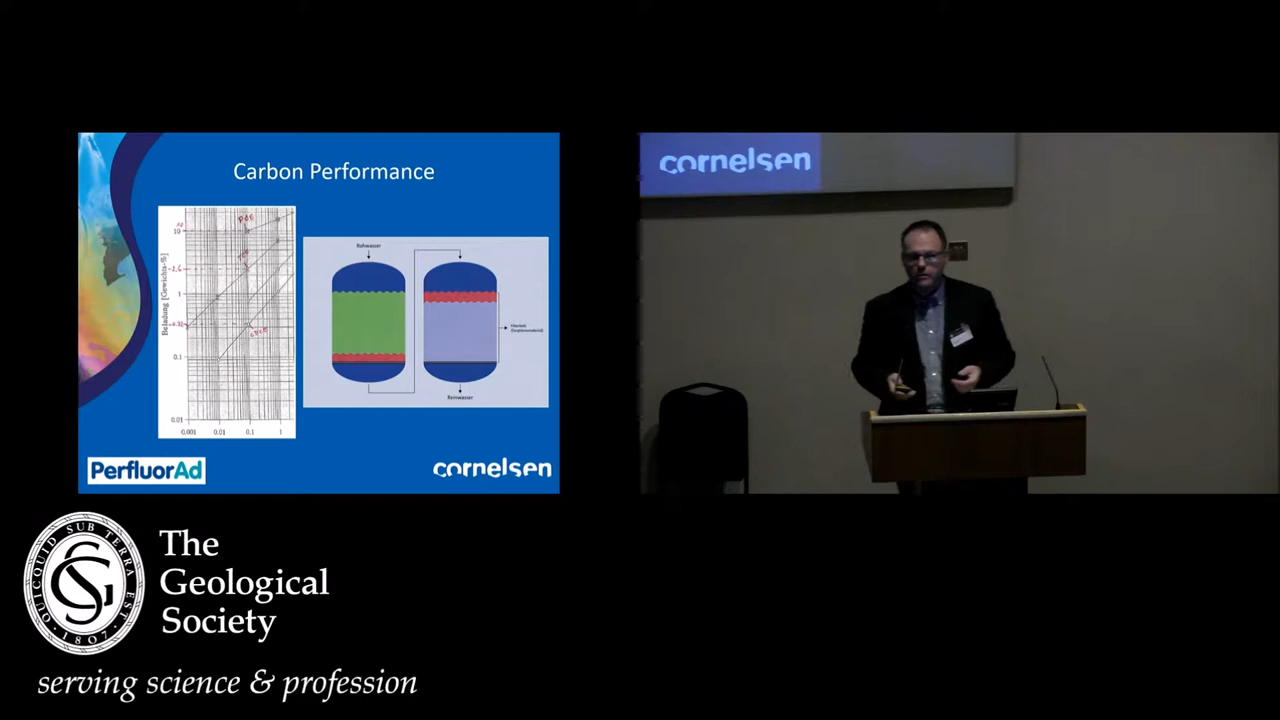 Carbon Performance
Beladung [Gewichts-%]
10
1
0.1
0.01
0.001
0.01
0.1
1
Rohwasser
Reinwasser
PerfluorAd
cornelsen
cornelsen
The
Geological
Society
serving science & profession
QUICQUID SUB TERRA EST
1807